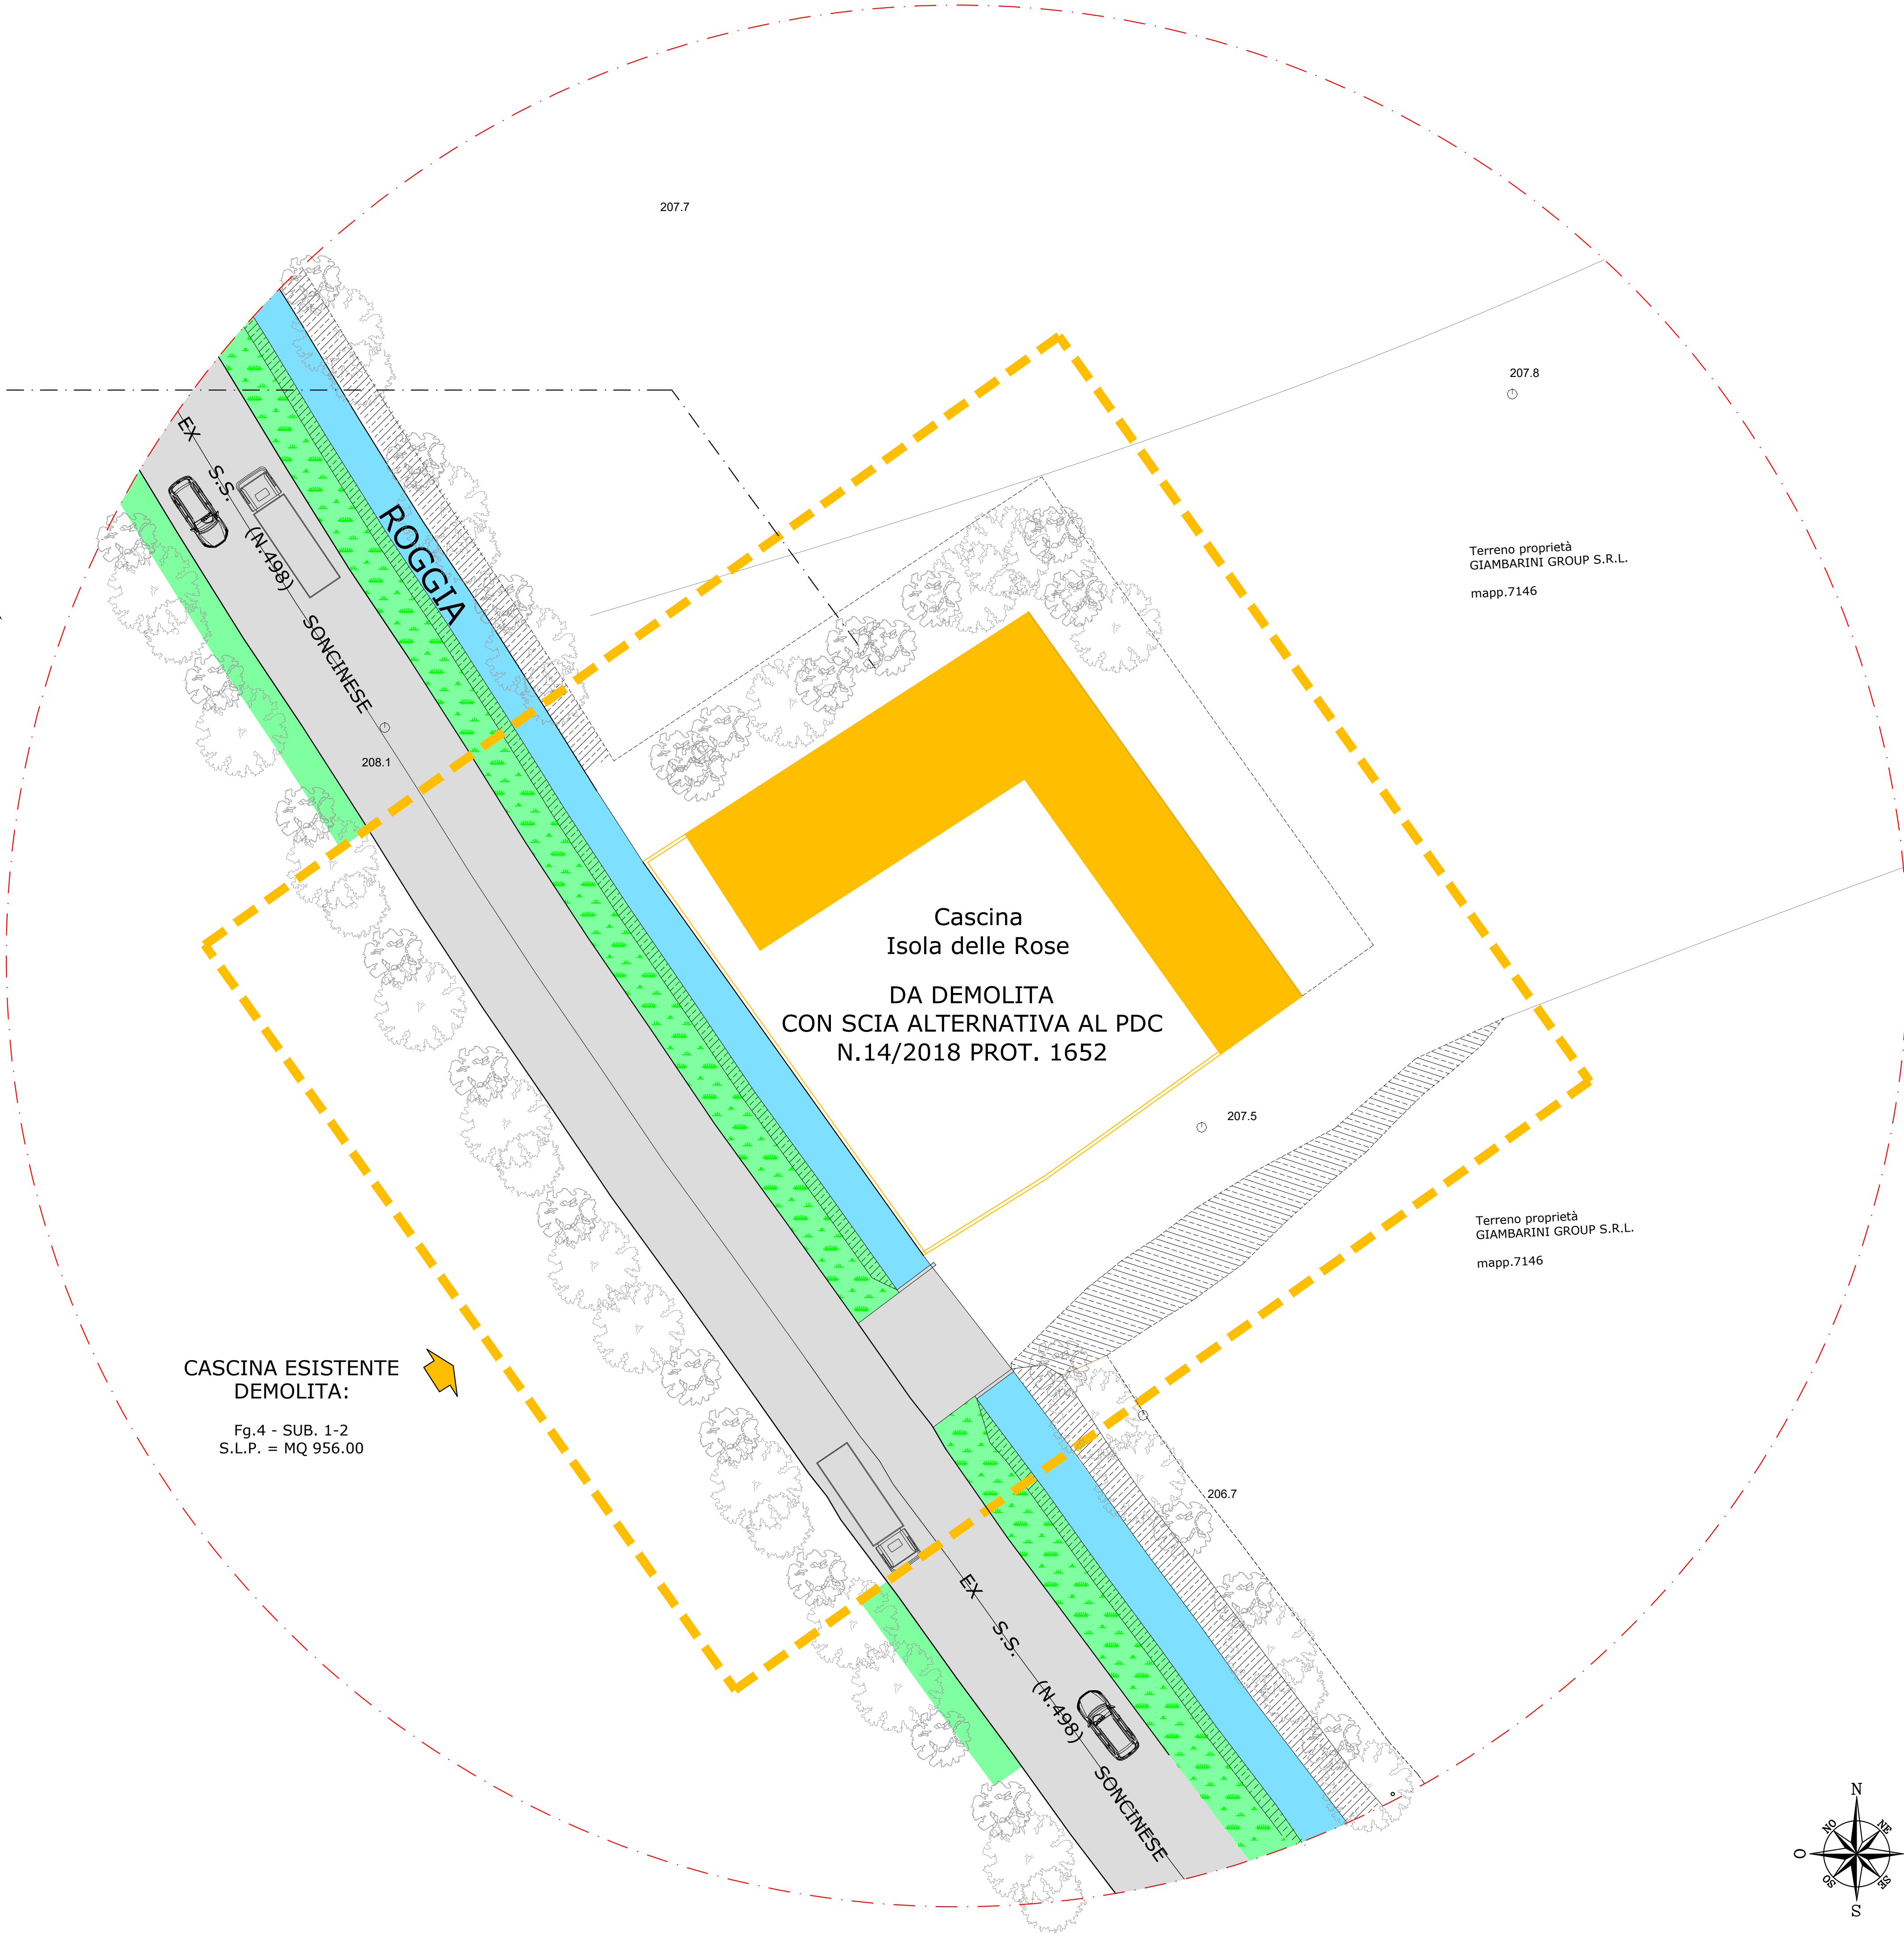 207.7
207.8
EX
S.S.
(N.498)
SONCINESE
ROGGIA
Terreno proprietà
GIAMBARINI GROUP S.R.L.
mapp.7146
208.1
Cascina
Isola delle Rose
DA DEMOLITA
CON SCIA ALTERNATIVA AL PDC
N.14/2018 PROT. 1652
207.5
Terreno proprietà
GIAMBARINI GROUP S.R.L.
mapp.7146
CASCINA ESISTENTE
DEMOLITA:
Fg.4 - SUB. 1-2
S.L.P. = MQ 956.00
206.7
EX
S.S.
(N.498)
SONCINESE
N
NO
NE
O
SO
SE
S